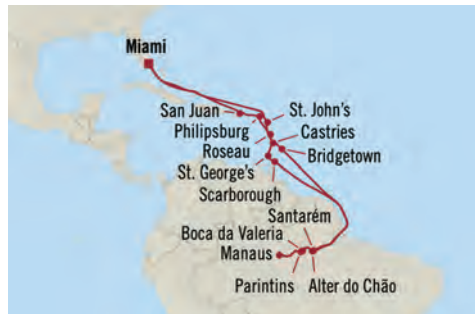 Miami
San Juan
St. John's
Philipsburg
Castries
Roseau
Bridgetown
St. George's
Scarborough
Santarém
Boca da Valeria
Manaus
Parintins
Alter do Chão